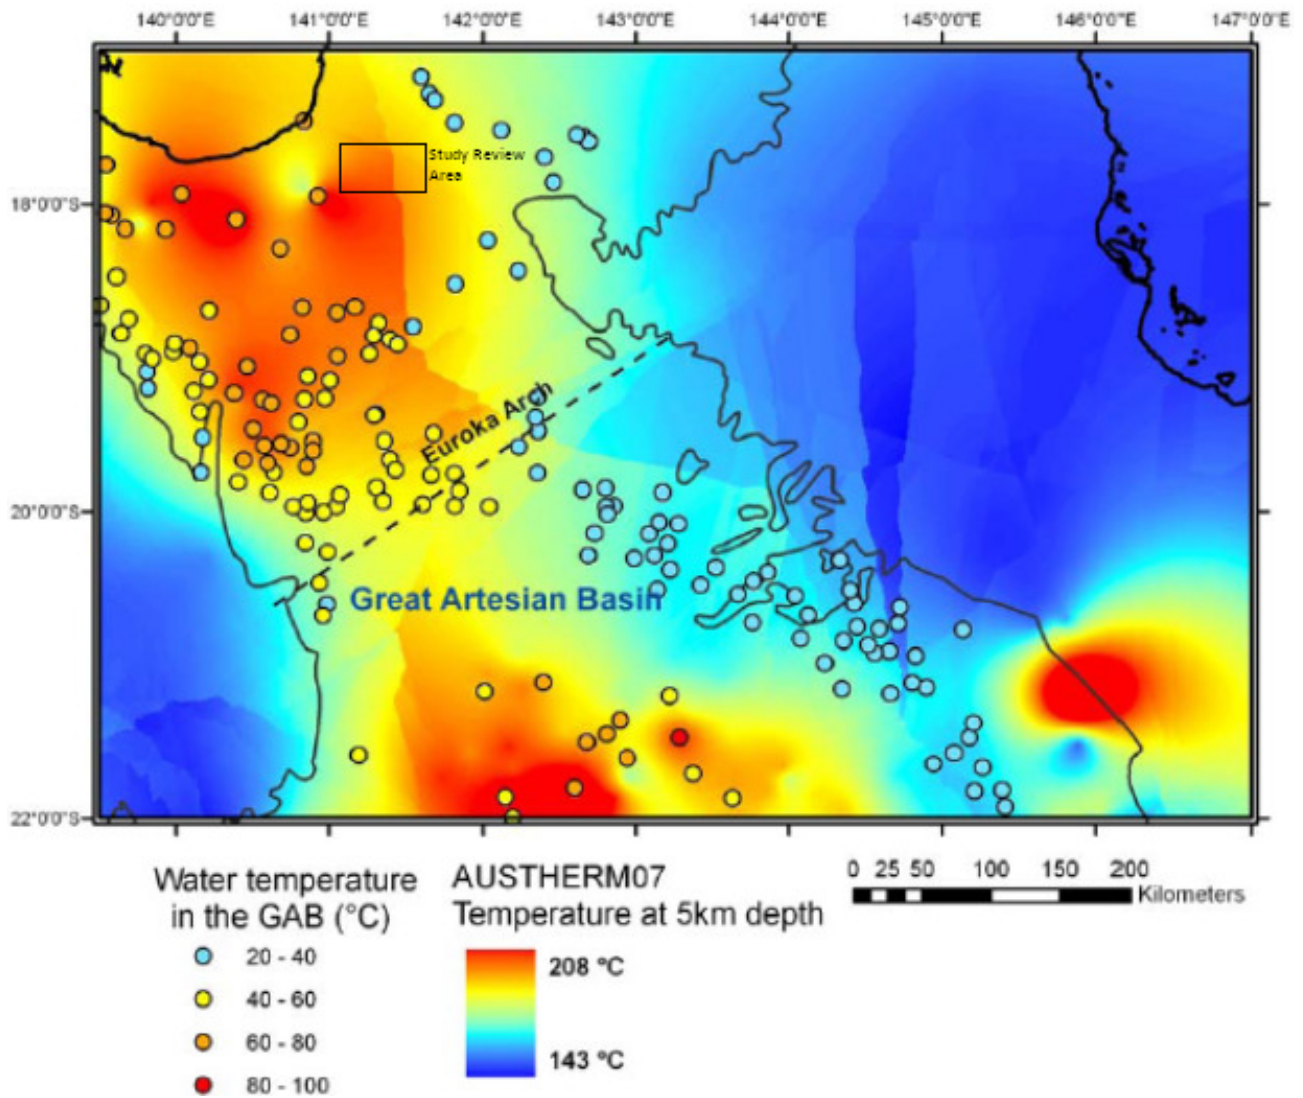 140°0'0"E 141°0'0"E 142°0'0"E 143°0'0"E 144°0'0"E 145°0'0"E 146°0'0"E 147°0'0"E
Study Review
Area
18°0'0"S
Euroka Arch
20°0'0"S
Great Artesian Basin
22°0'0"S
Water temperature
in the GAB (°C)
20 - 40
40 - 60
60 - 80
80 - 100
AUSTHERM07
Temperature at 5km depth
208 °C
143 °C
0 25 50 100 150 200
Kilometers